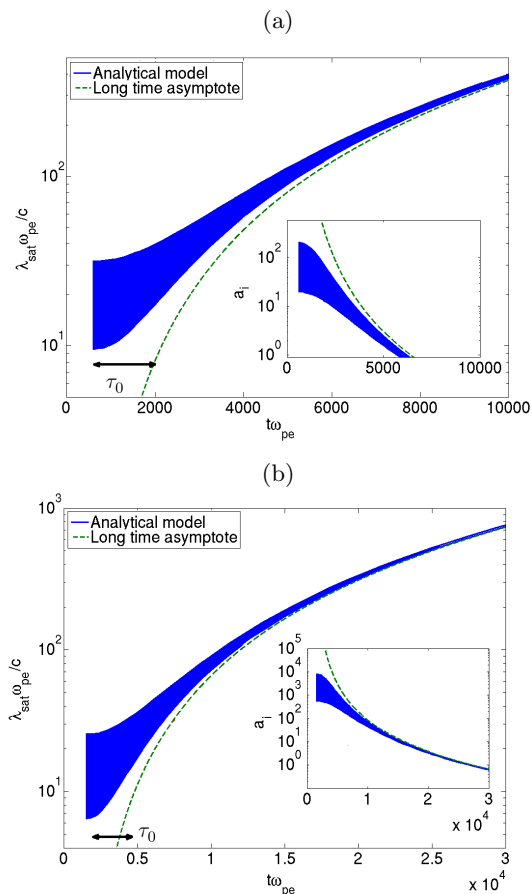 (a)
Analytical model
Long time asymptote
λsatωpe/c
10²
10¹
ai
10²
10¹
10⁰
0 5000 10000
τ0
0 2000 4000 6000 8000 10000
tωpe
(b)
10³
Analytical model
Long time asymptote
λsatωpe/c
10²
10¹
ai
10⁵
10⁴
10³
10²
10⁰
0 1 2 3
x 10⁴
τ0
0 0.5 1 1.5 2 2.5 3
tωpe
x 10⁴